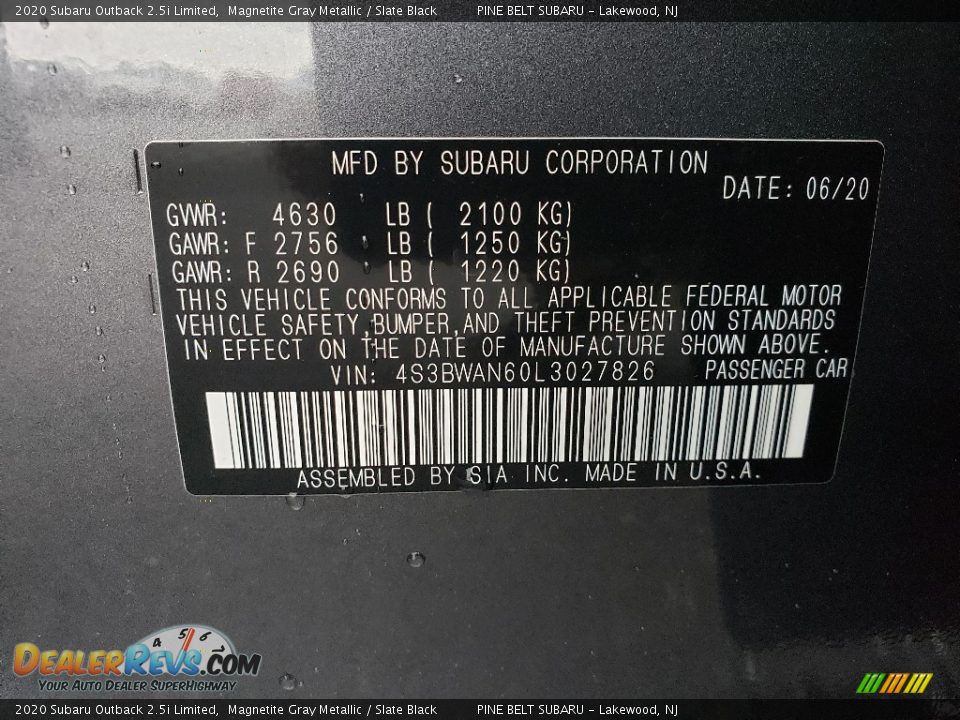 2020 Subaru Outback 2.5i Limited,  Magnetite Gray Metallic / Slate Black          PINE BELT SUBARU - Lakewood, NJ
MFD BY SUBARU CORPORATION
DATE: 06/20
GVWR: 4630 LB ( 2100 KG)
GAWR: F 2756 LB ( 1250 KG)
GAWR: R 2690 LB ( 1220 KG)
THIS VEHICLE CONFORMS TO ALL APPLICABLE FEDERAL MOTOR
VEHICLE SAFETY,BUMPER,AND THEFT PREVENTION STANDARDS
IN EFFECT ON THE DATE OF MANUFACTURE SHOWN ABOVE.
VIN: 4S3BWAN60L3027826 PASSENGER CAR
ASSEMBLED BY SIA INC. MADE IN U.S.A.
4 5 6
DEALERREVS.COM
YOUR AUTO DEALER SUPERHIGHWAY
2020 Subaru Outback 2.5i Limited,  Magnetite Gray Metallic / Slate Black          PINE BELT SUBARU - Lakewood, NJ